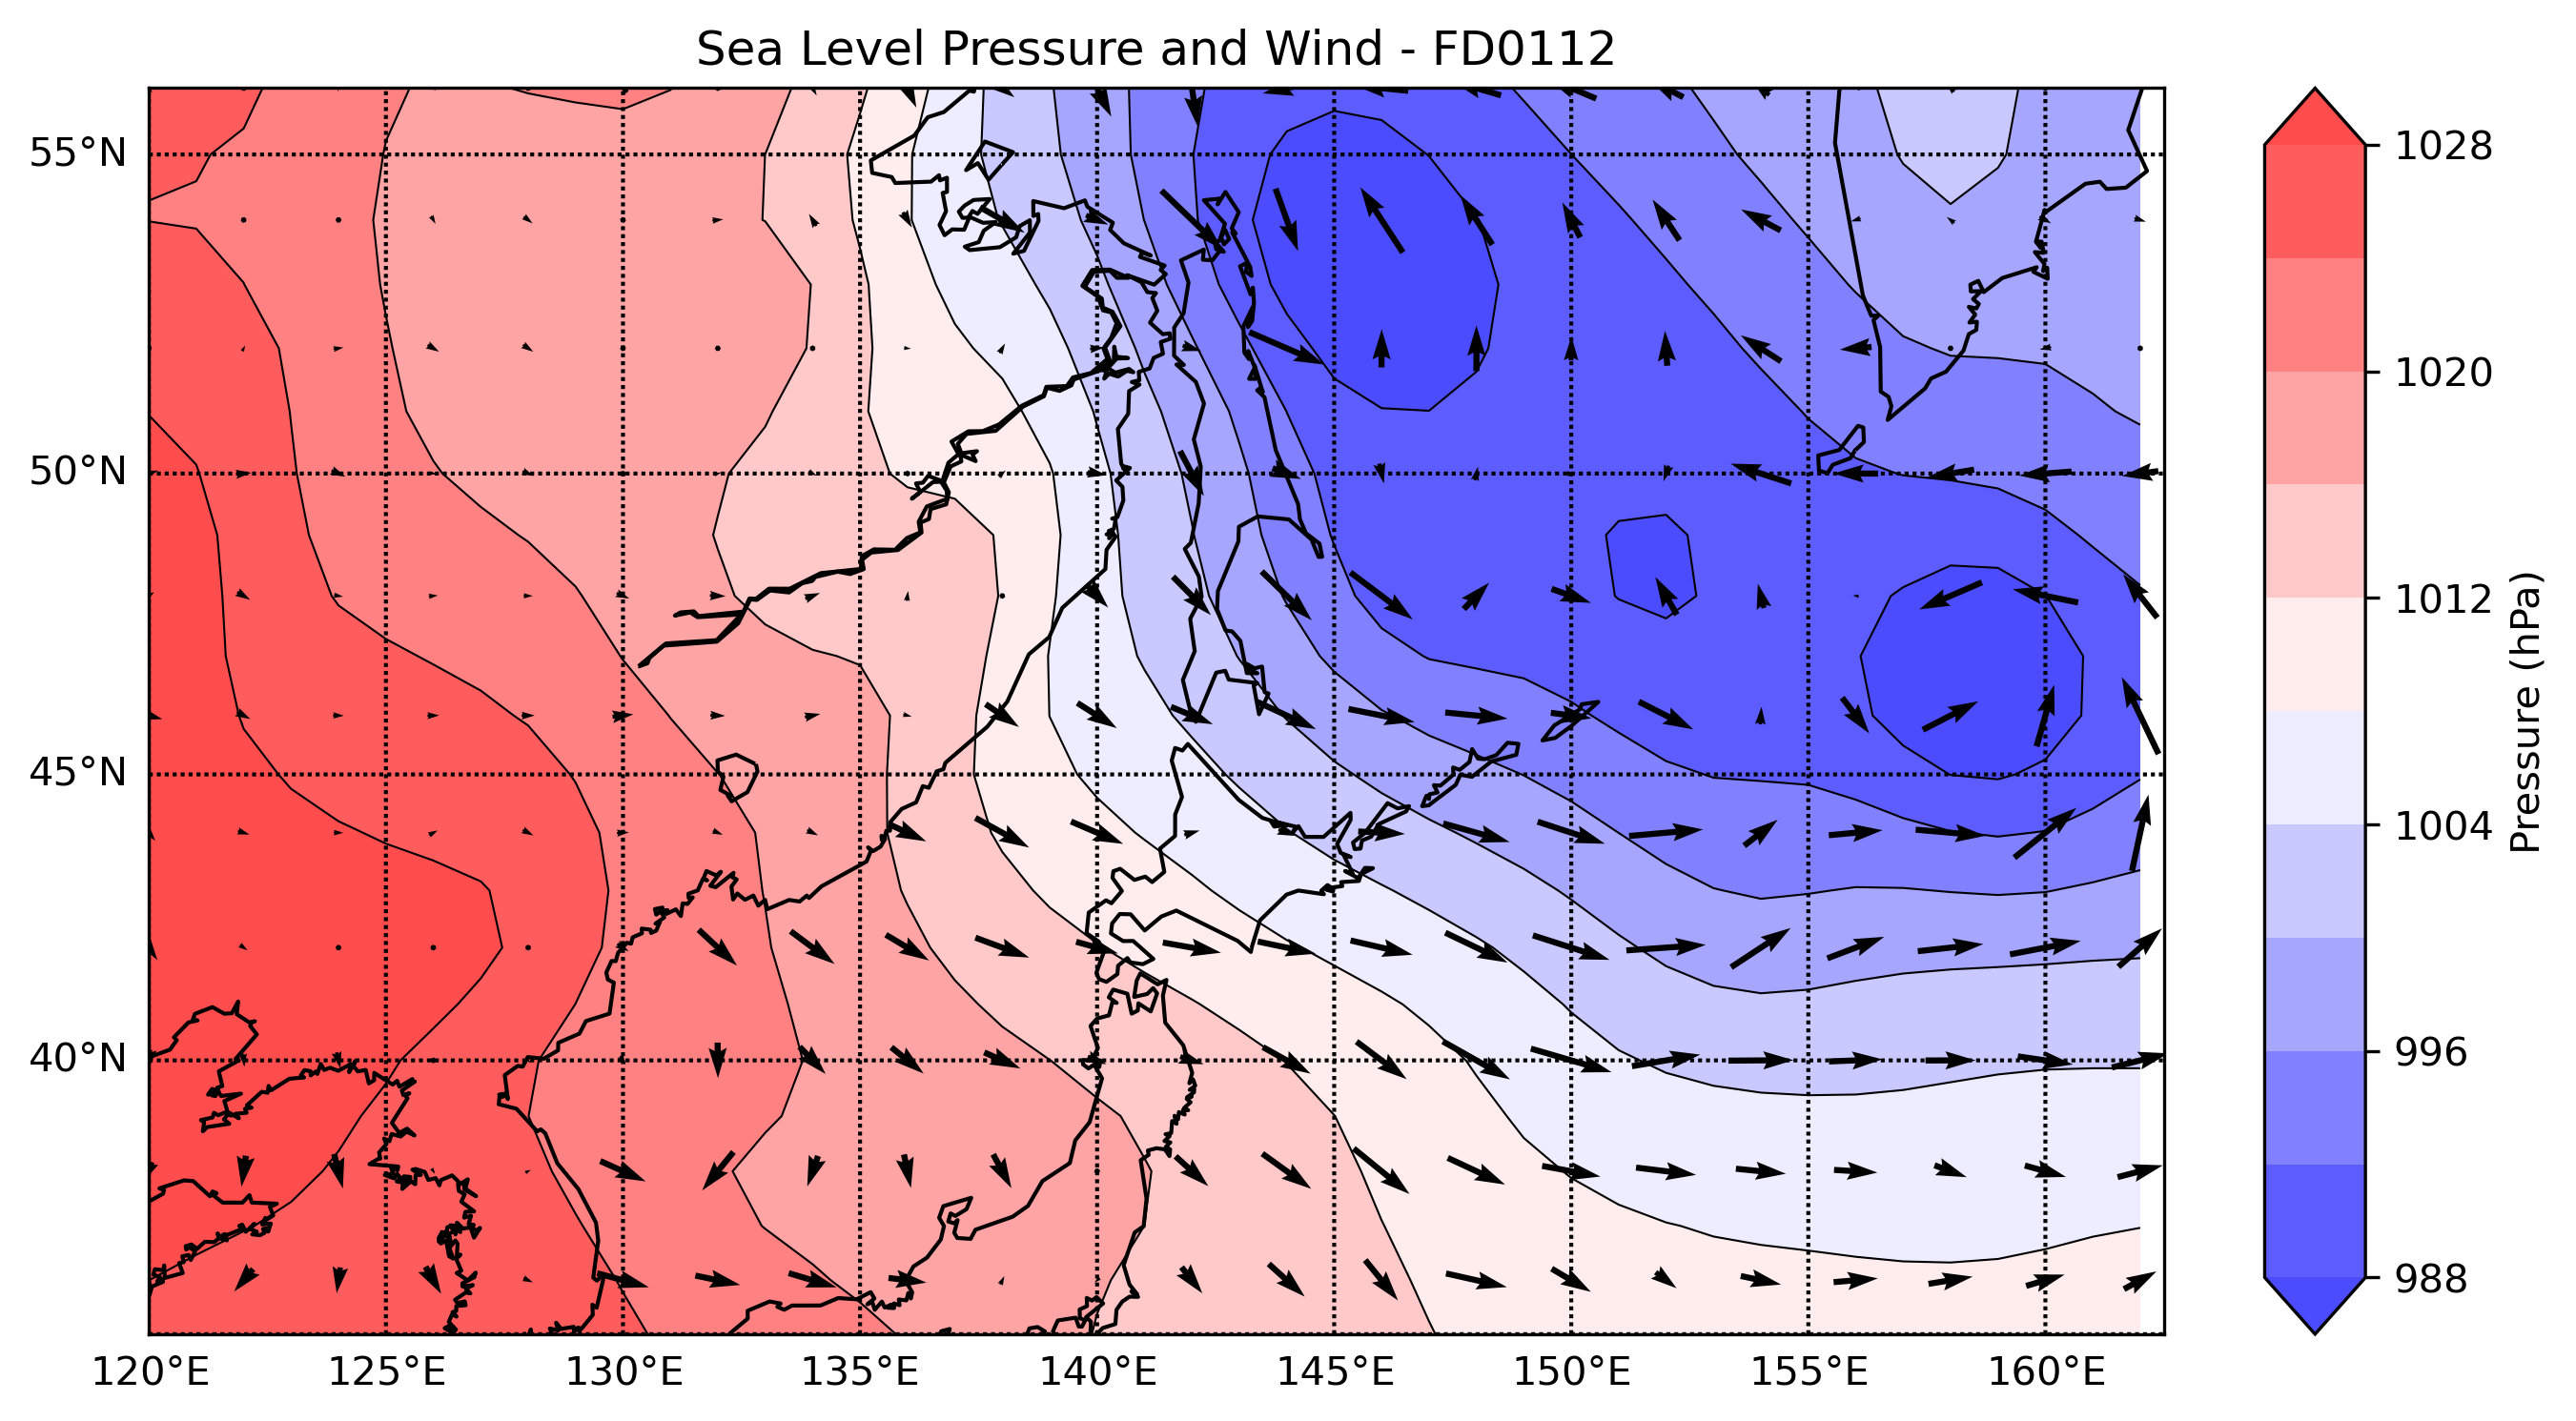 Sea Level Pressure and Wind - FD0112
55°N
50°N
45°N
40°N
120°E 125°E 130°E 135°E 140°E 145°E 150°E 155°E 160°E
1028
1020
1012
1004
996
988
Pressure (hPa)